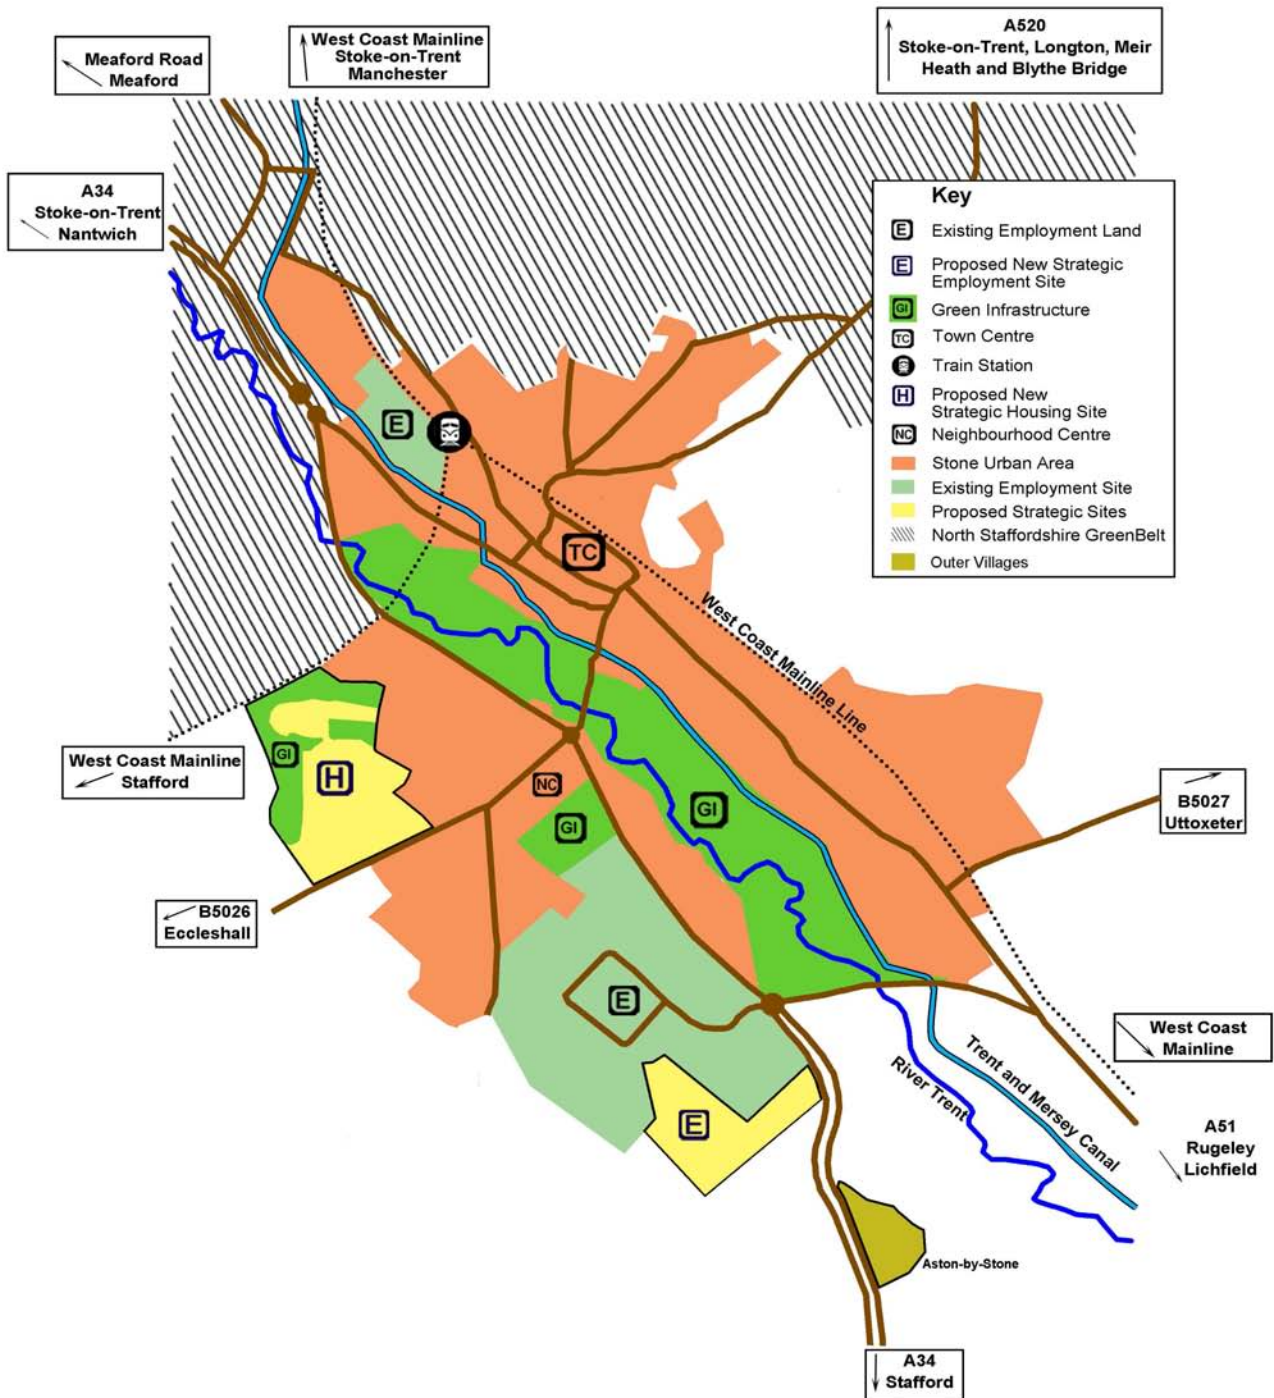 West Coast Mainline
Stoke-on-Trent
Manchester
A520
Stoke-on-Trent, Longton, Meir
Heath and Blythe Bridge
Meaford Road
Meaford
A34
Stoke-on-Trent
Nantwich
Key
E Existing Employment Land
E Proposed New Strategic
Employment Site
GI Green Infrastructure
TC Town Centre
Train Station
H Proposed New
Strategic Housing Site
NC Neighbourhood Centre
Stone Urban Area
Existing Employment Site
Proposed Strategic Sites
North Staffordshire GreenBelt
Outer Villages
E
TC
West Coast Mainline Line
West Coast Mainline
Stafford
GI
H
NC
GI
GI
B5027
Uttoxeter
B5026
Eccleshall
E
West Coast
Mainline
River Trent
Trent and Mersey Canal
E
A51
Rugeley
Lichfield
Aston-by-Stone
A34
Stafford